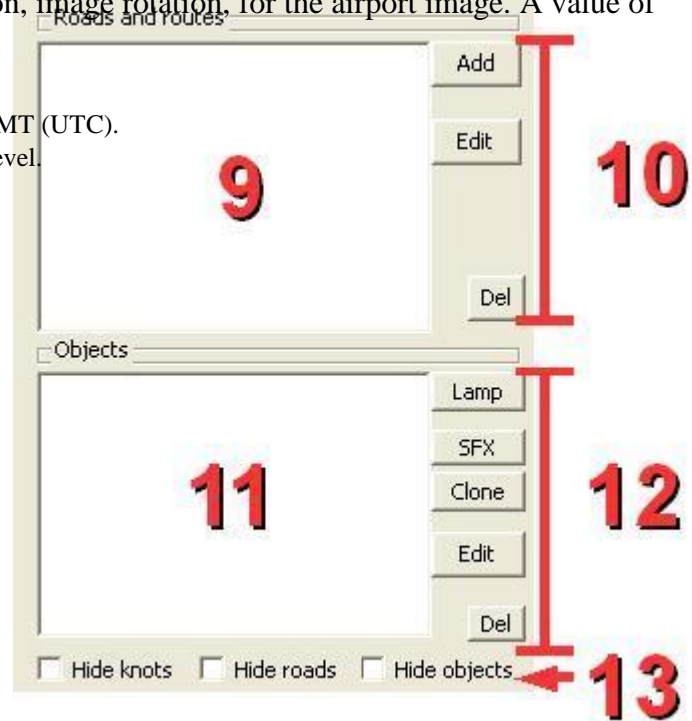 on, image rotation, for the airport image. A value of
Roads and routes
Add
MT (UTC).
Edit
evel.
9
10
Del
Objects
Lamp
SFX
11
12
Clone
Edit
Del
Hide knots Hide roads Hide objects
13